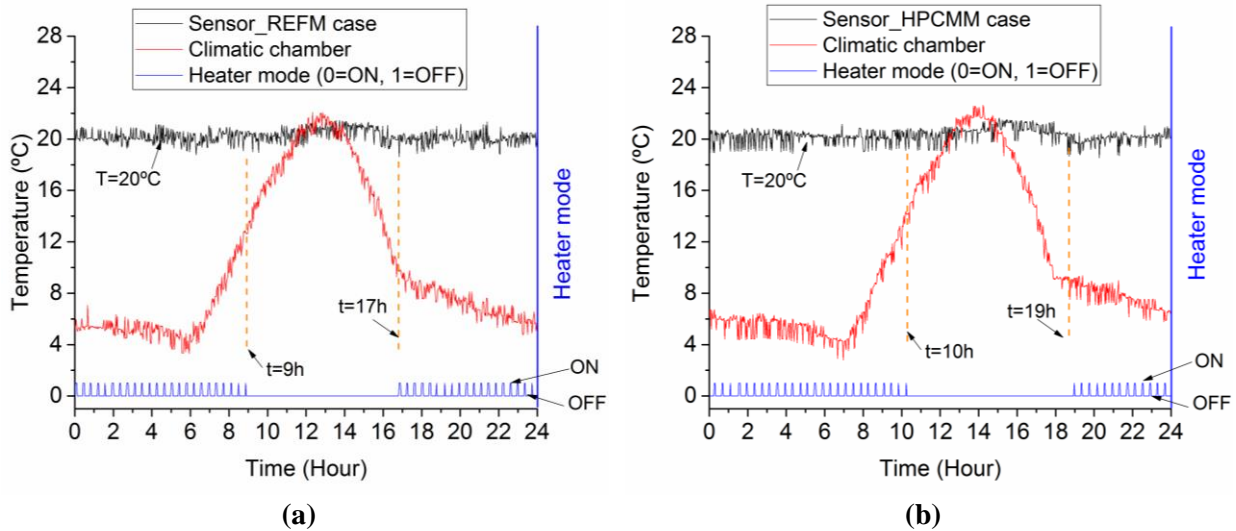 Sensor_REFM case
Climatic chamber
Heater mode (0=ON, 1=OFF)
28
24
20
16
12
8
4
0
Temperature (ºC)
T=20ºC
t=9h
t=17h
ON
OFF
Heater mode
0 2 4 6 8 10 12 14 16 18 20 22 24
Time (Hour)
(a)
Sensor_HPCMM case
Climatic chamber
Heater mode (0=ON, 1=OFF)
28
24
20
16
12
8
4
0
Temperature (ºC)
T=20ºC
t=10h
t=19h
ON
OFF
Heater mode
0 2 4 6 8 10 12 14 16 18 20 22 24
Time (Hour)
(b)